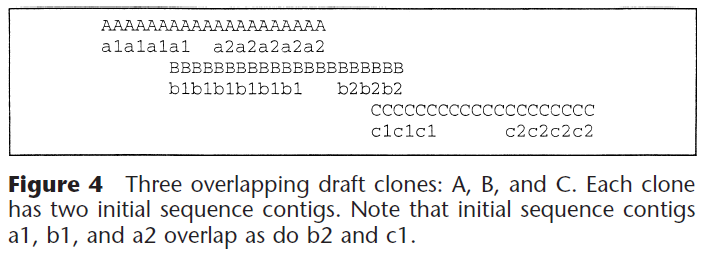 AAAAAAAAAAAAAAAAAAAA
a1a1a1a1  a2a2a2a2a2
BBBBBBBBBBBBBBBBBBBBB
b1b1b1b1b1b1   b2b2b2
CCCCCCCCCCCCCCCCCCCC
c1c1c1      c2c2c2c2
Figure 4 Three overlapping draft clones: A, B, and C. Each clone
has two initial sequence contigs. Note that initial sequence contigs
a1, b1, and a2 overlap as do b2 and c1.